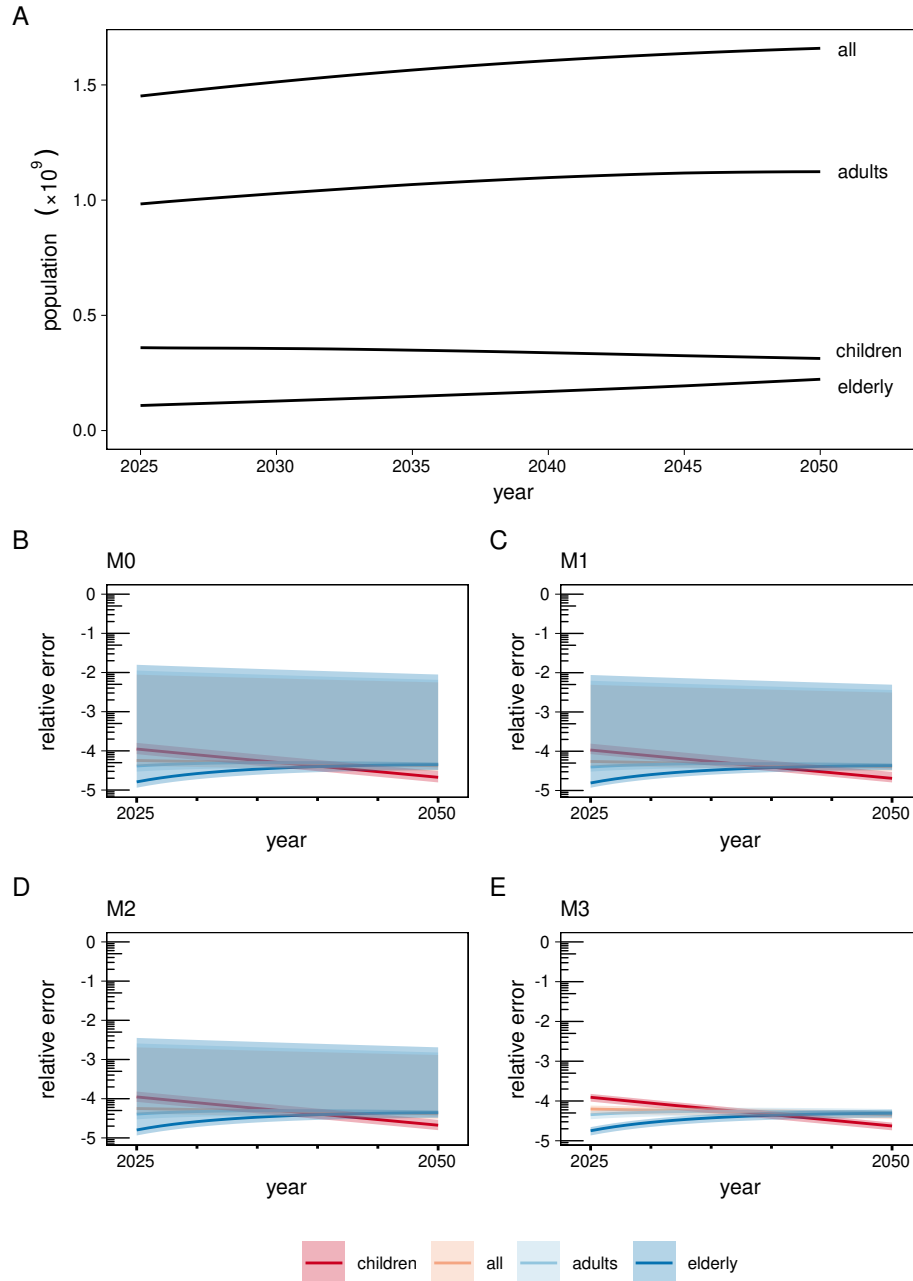 A
population (×10⁹)
1.5
1.0
0.5
0.0
all
adults
children
elderly
2025 2030 2035 2040 2045 2050
year
B
M0
relative error
0
-1
-2
-3
-4
-5
2025 2050
year
C
M1
relative error
0
-1
-2
-3
-4
-5
2025 2050
year
D
M2
relative error
0
-1
-2
-3
-4
-5
2025 2050
year
E
M3
relative error
0
-1
-2
-3
-4
-5
2025 2050
year
children all adults elderly